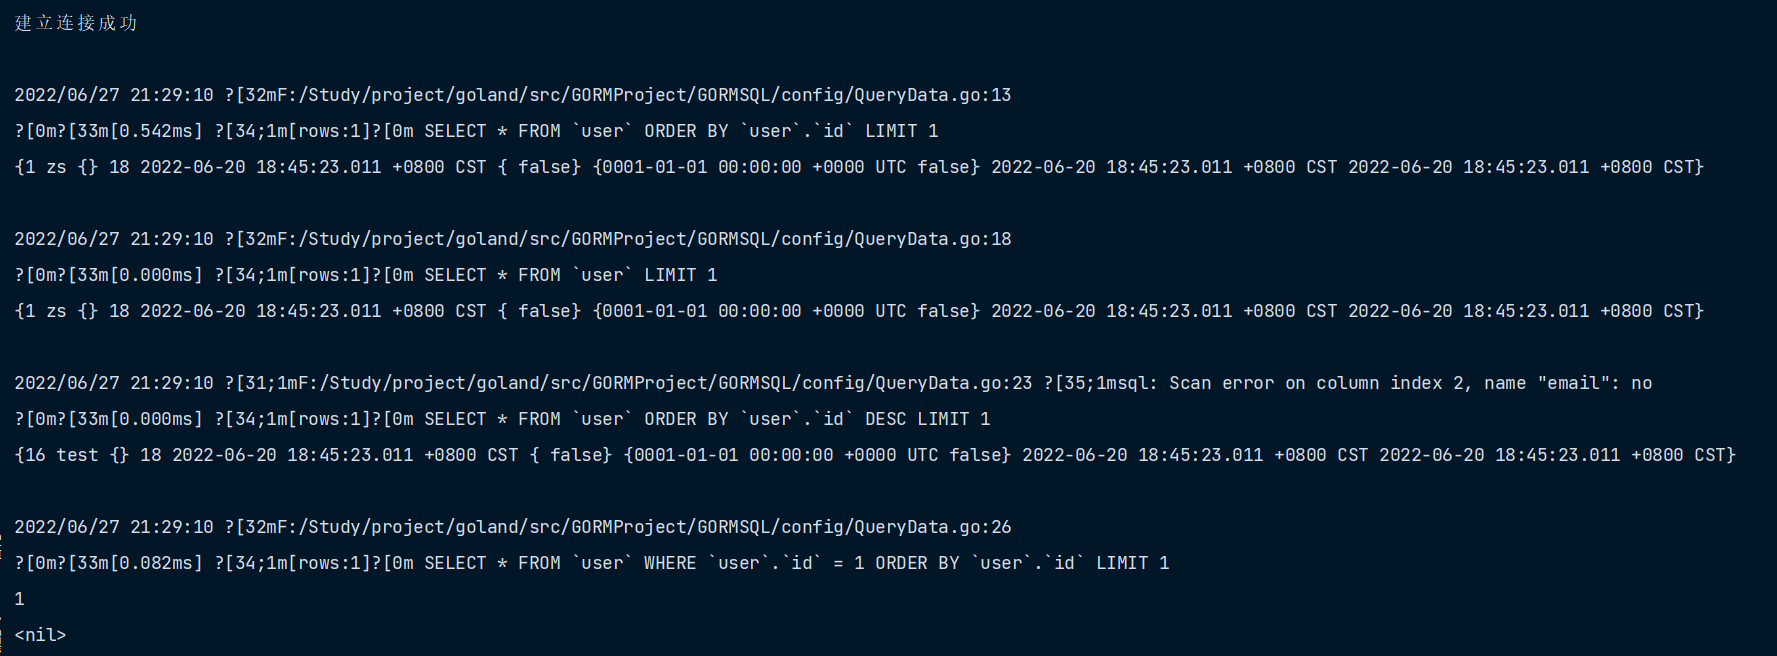 建立连接成功
2022/06/27 21:29:10 ?[32mF:/Study/project/goland/src/GORMProject/GORMSQL/config/QueryData.go:13
?[0m?[33m[0.542ms] ?[34;1m[rows:1]?[0m SELECT * FROM `user` ORDER BY `user`.`id` LIMIT 1
{1 zs {} 18 2022-06-20 18:45:23.011 +0800 CST { false} {0001-01-01 00:00:00 +0000 UTC false} 2022-06-20 18:45:23.011 +0800 CST 2022-06-20 18:45:23.011 +0800 CST}
2022/06/27 21:29:10 ?[32mF:/Study/project/goland/src/GORMProject/GORMSQL/config/QueryData.go:18
?[0m?[33m[0.000ms] ?[34;1m[rows:1]?[0m SELECT * FROM `user` LIMIT 1
{1 zs {} 18 2022-06-20 18:45:23.011 +0800 CST { false} {0001-01-01 00:00:00 +0000 UTC false} 2022-06-20 18:45:23.011 +0800 CST 2022-06-20 18:45:23.011 +0800 CST}
2022/06/27 21:29:10 ?[31;1mF:/Study/project/goland/src/GORMProject/GORMSQL/config/QueryData.go:23 ?[35;1msql: Scan error on column index 2, name "email": no
?[0m?[33m[0.000ms] ?[34;1m[rows:1]?[0m SELECT * FROM `user` ORDER BY `user`.`id` DESC LIMIT 1
{16 test {} 18 2022-06-20 18:45:23.011 +0800 CST { false} {0001-01-01 00:00:00 +0000 UTC false} 2022-06-20 18:45:23.011 +0800 CST 2022-06-20 18:45:23.011 +0800 CST}
2022/06/27 21:29:10 ?[32mF:/Study/project/goland/src/GORMProject/GORMSQL/config/QueryData.go:26
?[0m?[33m[0.082ms] ?[34;1m[rows:1]?[0m SELECT * FROM `user` WHERE `user`.`id` = 1 ORDER BY `user`.`id` LIMIT 1
1
<nil>